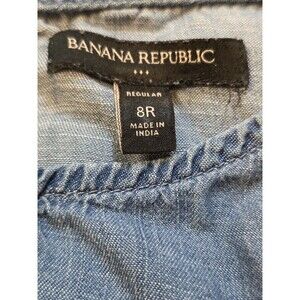 BANANA REPUBLIC
REGULAR
8R
MADE IN
INDIA